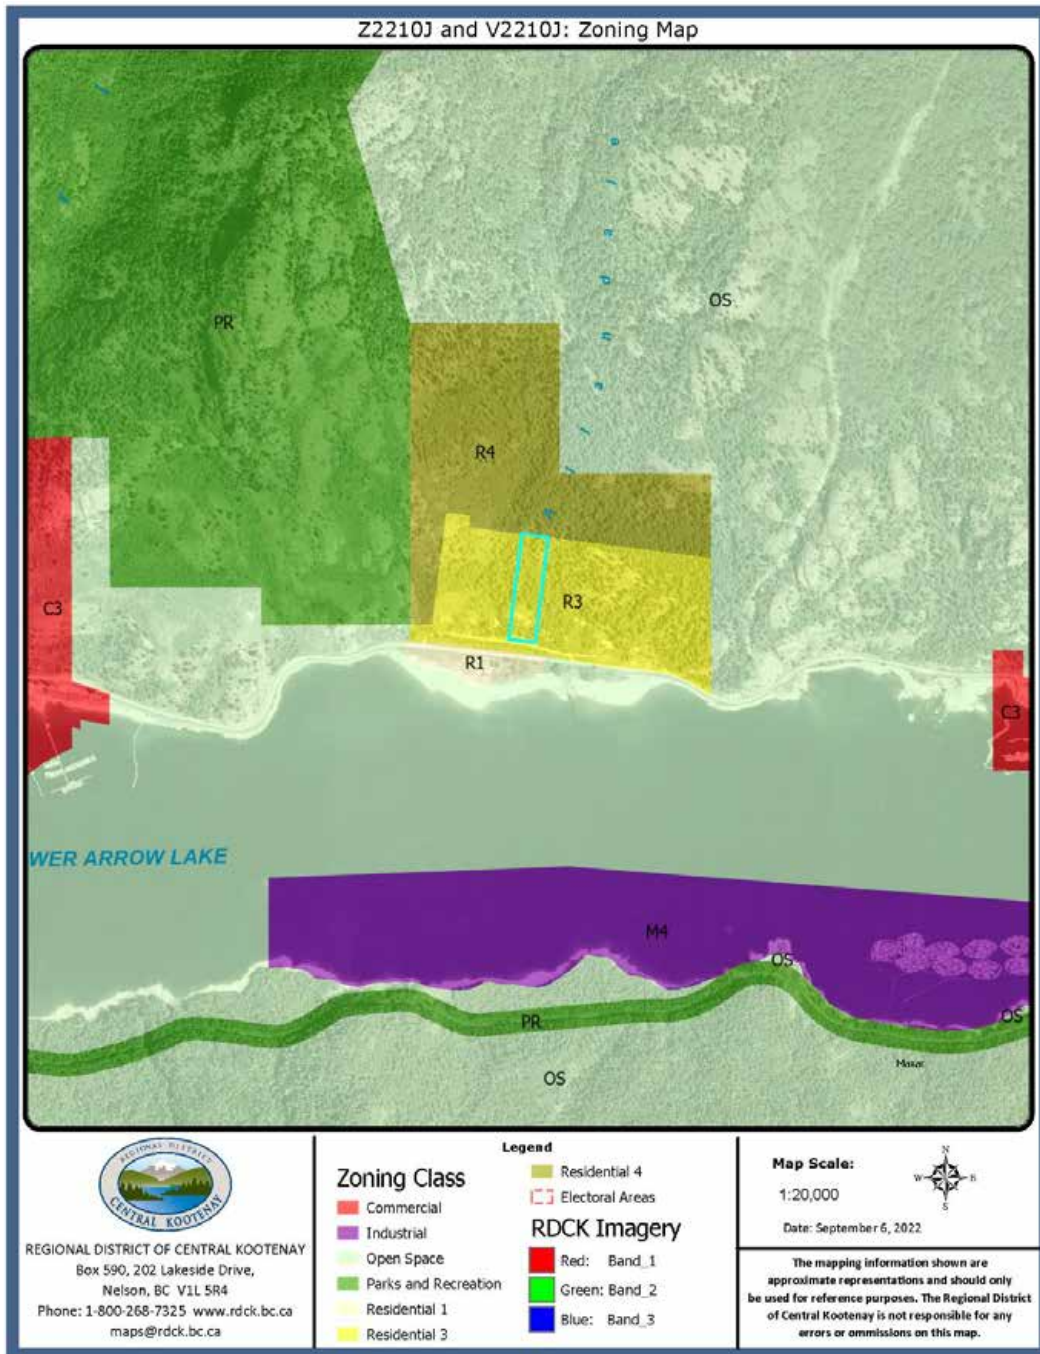 Z2210J and V2210J: Zoning Map
PR
OS
R4
C3
R3
R1
C3
WER ARROW LAKE
M4
OS
PR
OS
OS
REGIONAL DISTRICT
CENTRAL KOOTENAY
REGIONAL DISTRICT OF CENTRAL KOOTENAY
Box 590, 202 Lakeside Drive,
Nelson, BC V1L 5R4
Phone: 1-800-268-7325 www.rdck.bc.ca
maps@rdck.bc.ca
Legend
Zoning Class
Commercial
Industrial
Open Space
Parks and Recreation
Residential 1
Residential 3
Residential 4
Electoral Areas
RDCK Imagery
Red: Band_1
Green: Band_2
Blue: Band_3
Map Scale:
1:20,000
Date: September 6, 2022
N
W
E
S
The mapping information shown are
approximate representations and should only
be used for reference purposes. The Regional District
of Central Kootenay is not responsible for any
errors or ommissions on this map.